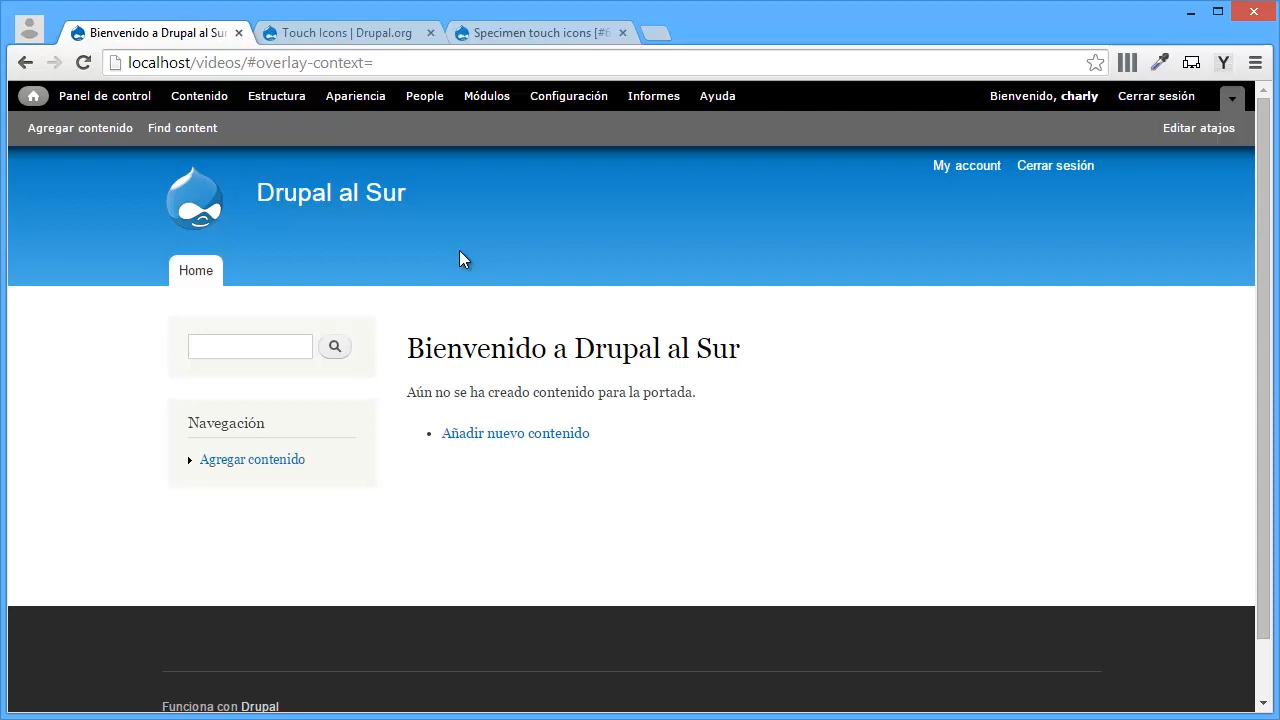 Bienvenido a Drupal al Sur
Touch Icons | Drupal.org
Specimen touch icons [#6
localhost/videos/#overlay-context=
Y
Panel de control Contenido Estructura Apariencia People Módulos Configuración Informes Ayuda Bienvenido, charly Cerrar sesión
Agregar contenido Find content Editar atajos
My account Cerrar sesión
Drupal al Sur
Home
Bienvenido a Drupal al Sur
Aún no se ha creado contenido para la portada.
Añadir nuevo contenido
Navegación
Agregar contenido
Funciona con Drupal